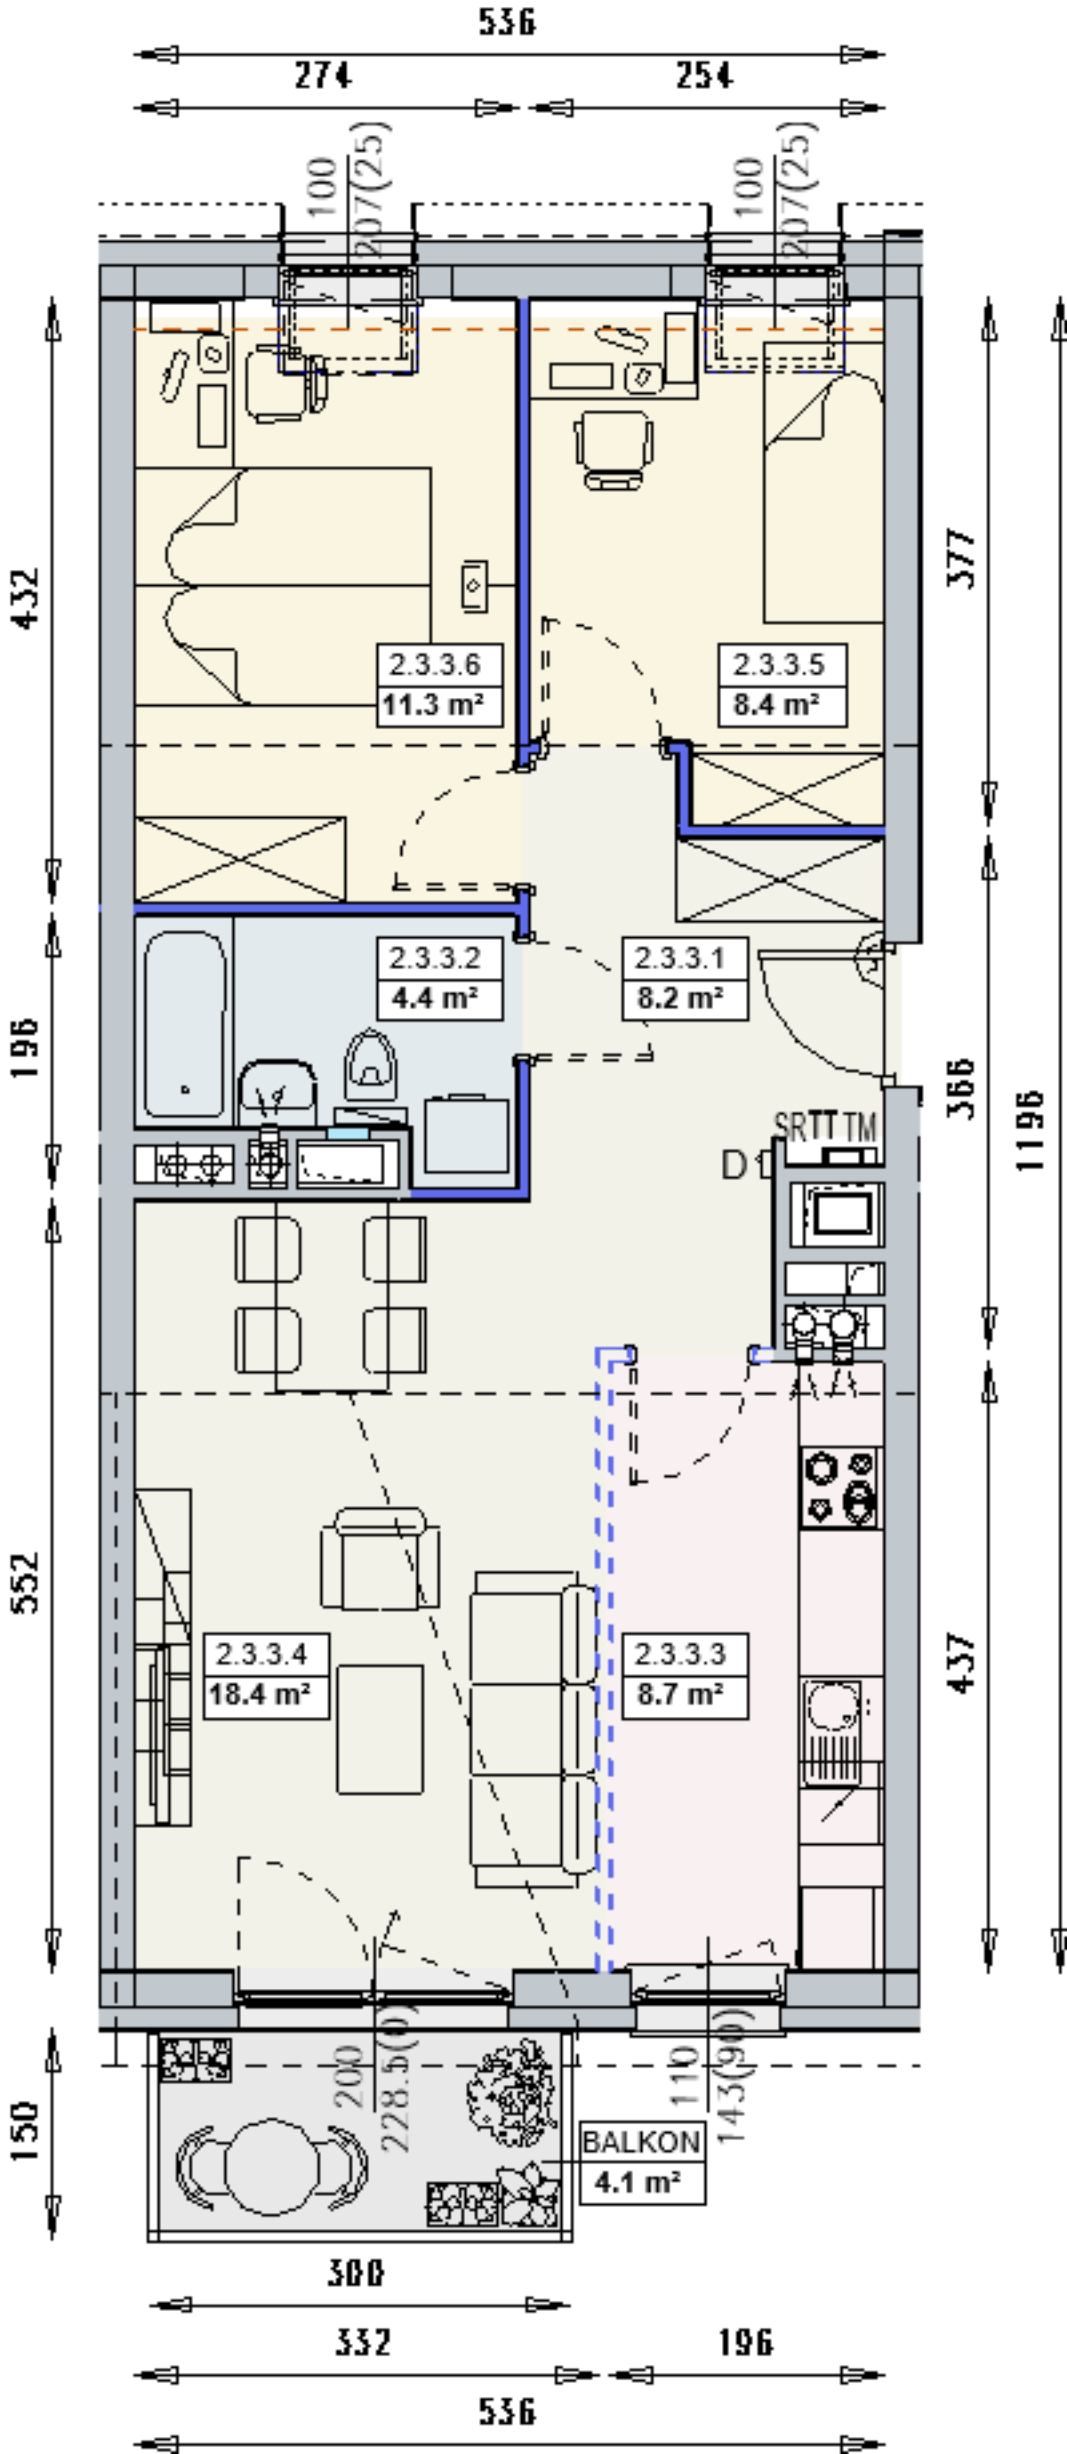 536
274
254
100
207(25)
100
207(25)
432
377
2.3.3.6
11.3 m²
2.3.3.5
8.4 m²
2.3.3.2
4.4 m²
2.3.3.1
8.2 m²
196
366
1196
SRTT TM
D
552
437
2.3.3.4
18.4 m²
2.3.3.3
8.7 m²
200
228.5(0)
110
143(90)
150
BALKON
4.1 m²
300
332
196
536